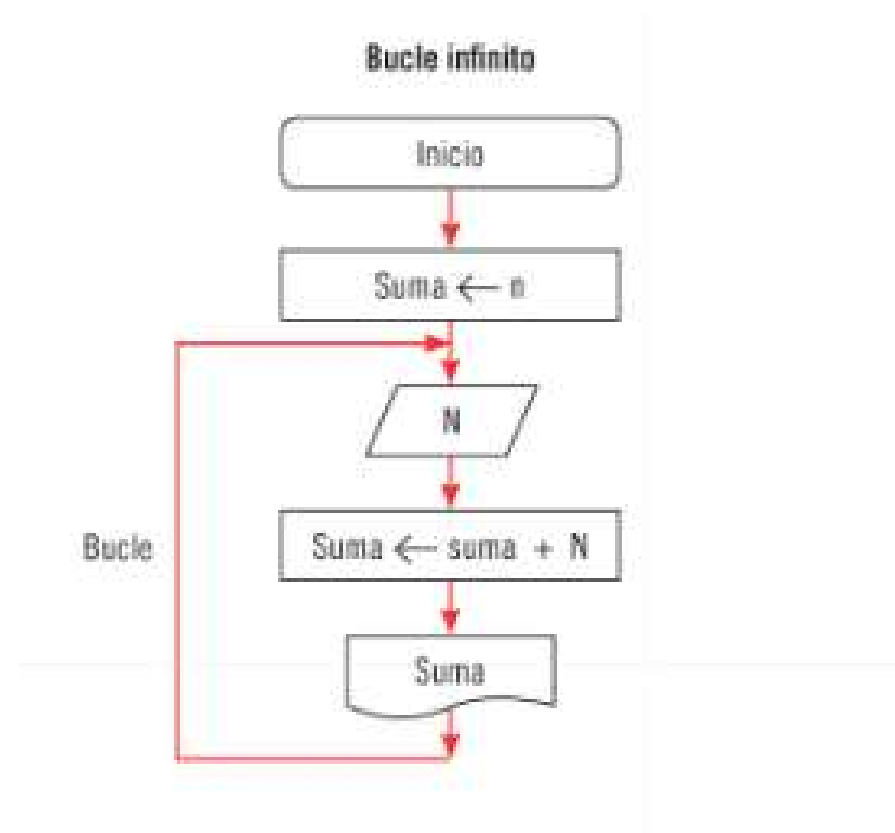 Bucle infinito
Inicio
Suma ← n
N
Bucle
Suma ← suma + N
Suma